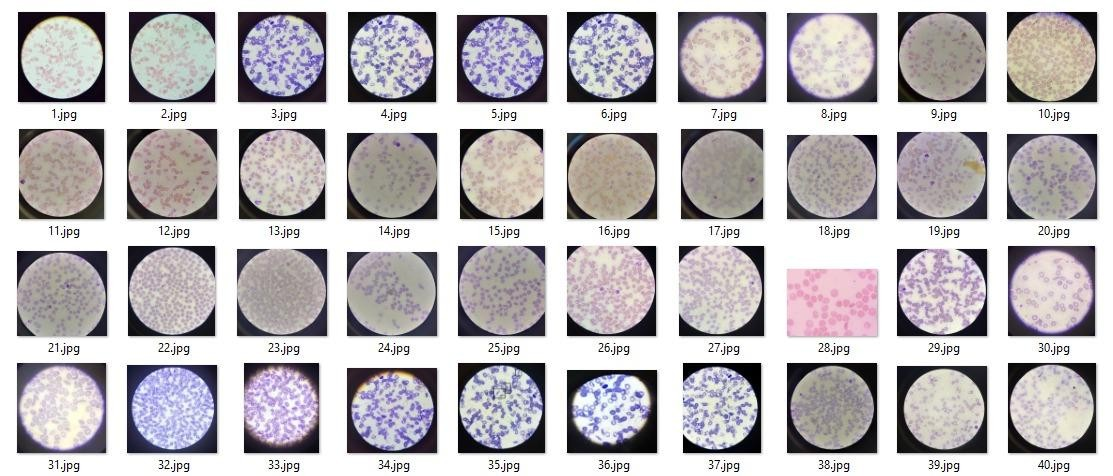 1.jpg 2.jpg 3.jpg 4.jpg 5.jpg 6.jpg 7.jpg 8.jpg 9.jpg 10.jpg
11.jpg 12.jpg 13.jpg 14.jpg 15.jpg 16.jpg 17.jpg 18.jpg 19.jpg 20.jpg
21.jpg 22.jpg 23.jpg 24.jpg 25.jpg 26.jpg 27.jpg 28.jpg 29.jpg 30.jpg
31.jpg 32.jpg 33.jpg 34.jpg 35.jpg 36.jpg 37.jpg 38.jpg 39.jpg 40.jpg